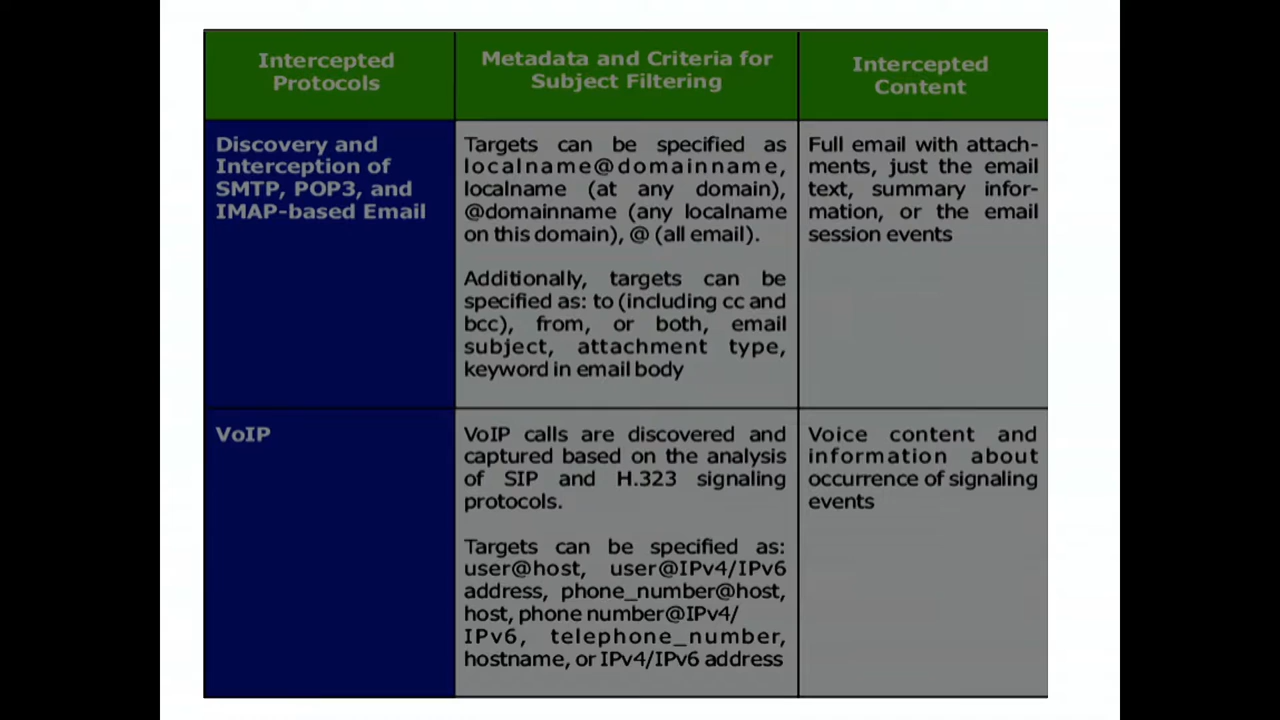 Intercepted
Protocols
Metadata and Criteria for
Subject Filtering
Intercepted
Content
Discovery and
Interception of
SMTP, POP3, and
IMAP-based Email
Targets can be specified as
localname@domainname,
localname (at any domain),
@domainname (any localname
on this domain), @ (all email).
Additionally, targets can be
specified as: to (including cc and
bcc), from, or both, email
subject, attachment type,
keyword in email body
Full email with attach-
ments, just the email
text, summary infor-
mation, or the email
session events
VoIP
VoIP calls are discovered and
captured based on the analysis
of SIP and H.323 signaling
protocols.
Targets can be specified as:
user@host, user@IPv4/IPv6
address, phone_number@host,
host, phone number@IPv4/
IPv6, telephone_number,
hostname, or IPv4/IPv6 address
Voice content and
information about
occurrence of signaling
events